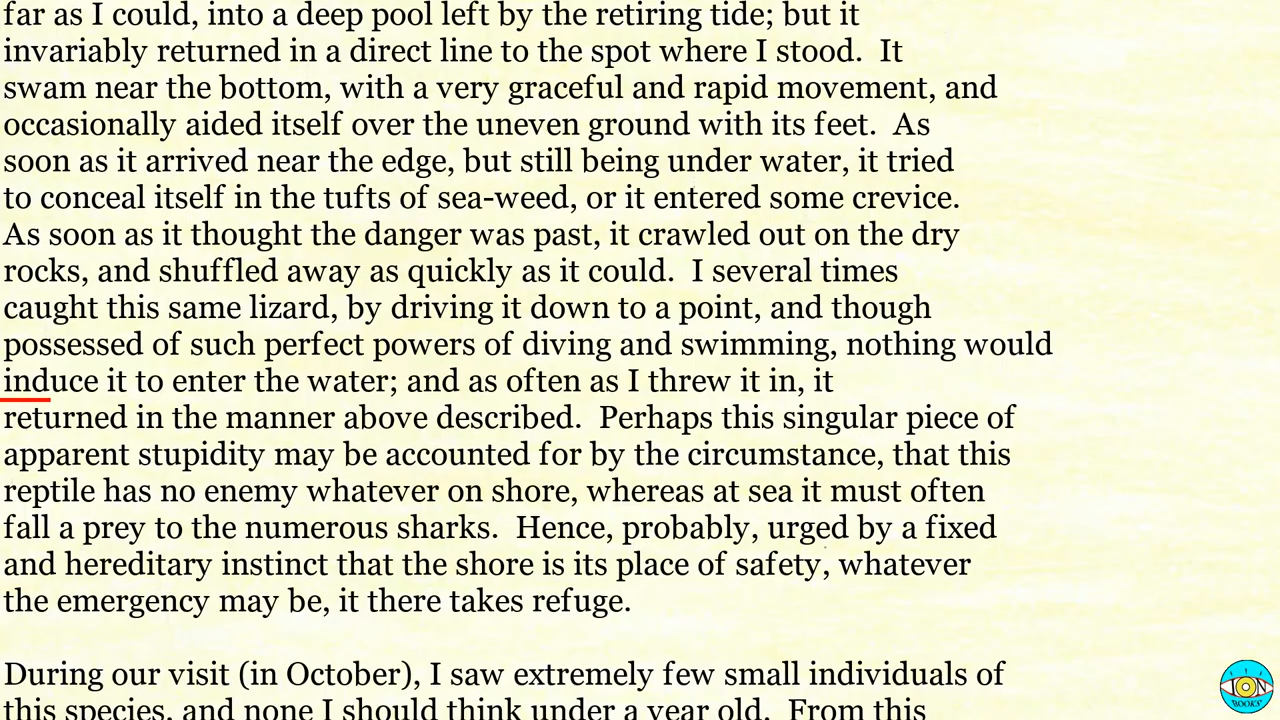 far as I could, into a deep pool left by the retiring tide; but it
invariably returned in a direct line to the spot where I stood.  It
swam near the bottom, with a very graceful and rapid movement, and
occasionally aided itself over the uneven ground with its feet.  As
soon as it arrived near the edge, but still being under water, it tried
to conceal itself in the tufts of sea-weed, or it entered some crevice.
As soon as it thought the danger was past, it crawled out on the dry
rocks, and shuffled away as quickly as it could.  I several times
caught this same lizard, by driving it down to a point, and though
possessed of such perfect powers of diving and swimming, nothing would
induce it to enter the water; and as often as I threw it in, it
returned in the manner above described.  Perhaps this singular piece of
apparent stupidity may be accounted for by the circumstance, that this
reptile has no enemy whatever on shore, whereas at sea it must often
fall a prey to the numerous sharks.  Hence, probably, urged by a fixed
and hereditary instinct that the shore is its place of safety, whatever
the emergency may be, it there takes refuge.
During our visit (in October), I saw extremely few small individuals of
this species, and none I should think under a year old.  From this
ION
BOOKS